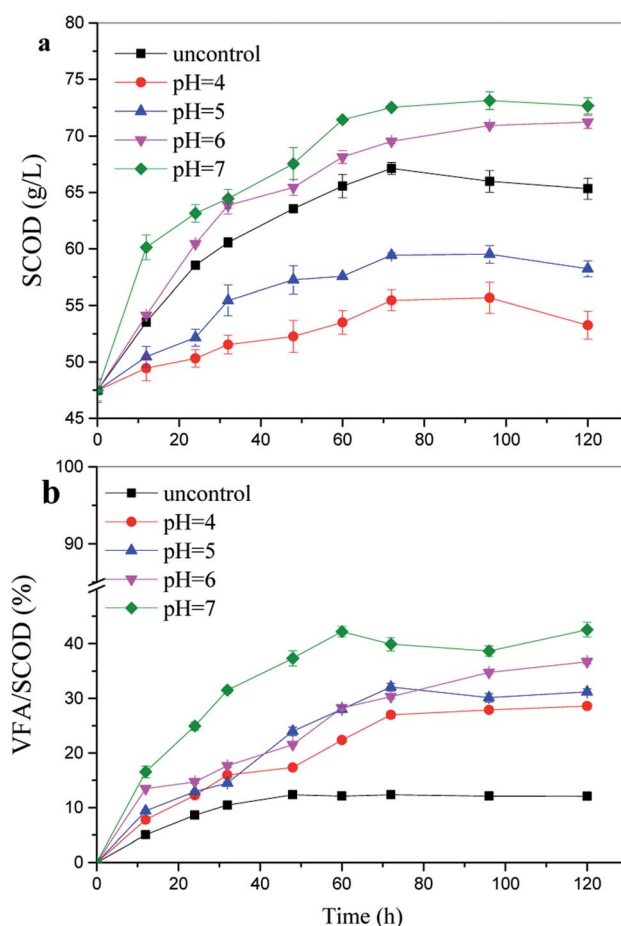 a
80
75
70
65
60
55
50
45
SCOD (g/L)
uncontrol
pH=4
pH=5
pH=6
pH=7
0 20 40 60 80 100 120
b
100
90
40
30
20
10
0
VFA/SCOD (%)
uncontrol
pH=4
pH=5
pH=6
pH=7
0 20 40 60 80 100 120
Time (h)